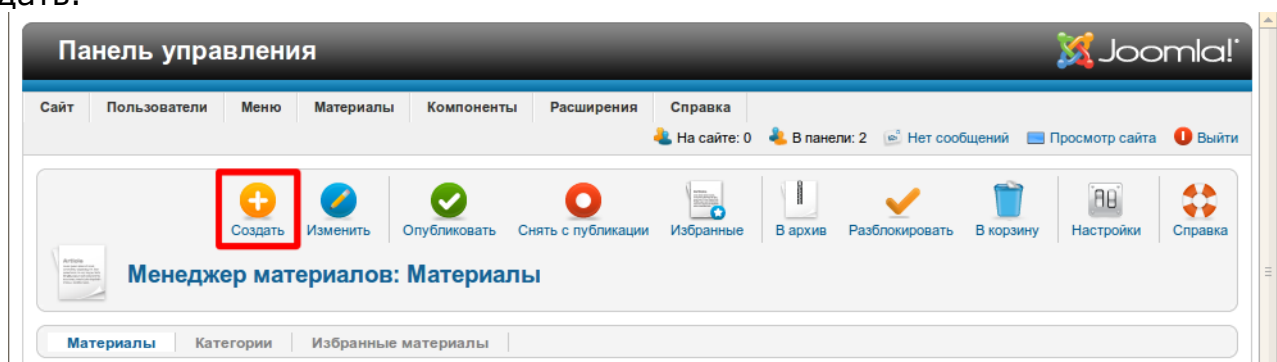 дать.
Панель управления
Joomla!
Сайт Пользователи Меню Материалы Компоненты Расширения Справка
На сайте: 0 В панели: 2 Нет сообщений Просмотр сайта Выйти
Создать Изменить Опубликовать Снять с публикации Избранные В архив Разблокировать В корзину Настройки Справка
Менеджер материалов: Материалы
Материалы Категории Избранные материалы